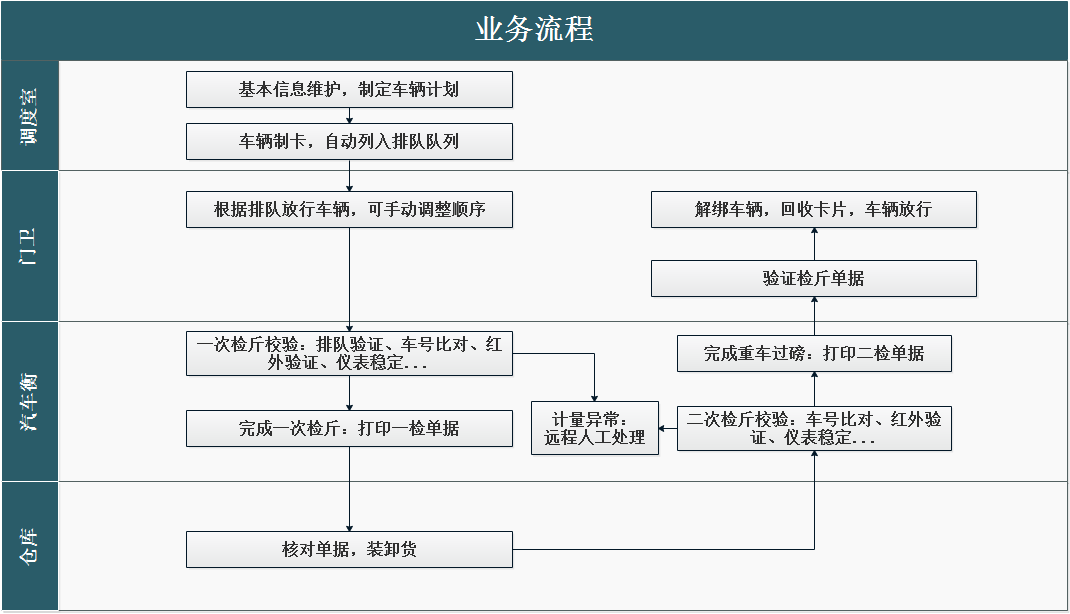 业务流程
调度室
基本信息维护，制定车辆计划
车辆制卡，自动列入排队队列
门卫
根据排队放行车辆，可手动调整顺序
解绑车辆，回收卡片，车辆放行
验证检斤单据
汽车衡
一次检斤校验：排队验证、车号比对、红
外验证、仪表稳定...
完成重车过磅：打印二检单据
完成一次检斤：打印一检单据
计量异常：
远程人工处理
二次检斤校验：车号比对、红外验
证、仪表稳定...
仓库
核对单据，装卸货